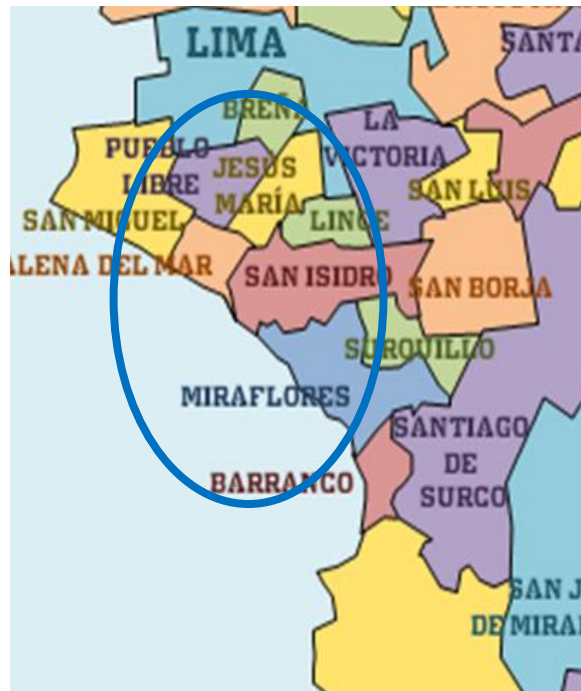 LIMA
SANTA
BREÑA
LA
VICTORIA
PUEBLO
LIBRE
JESÚS
MARÍA
SAN LUIS
SAN MIGUEL
LINCE
ALENA DEL MAR
SAN ISIDRO
SAN BORJA
SURQUILLO
MIRAFLORES
SANTIAGO
DE
SURCO
BARRANCO
SAN J
DE MIRA